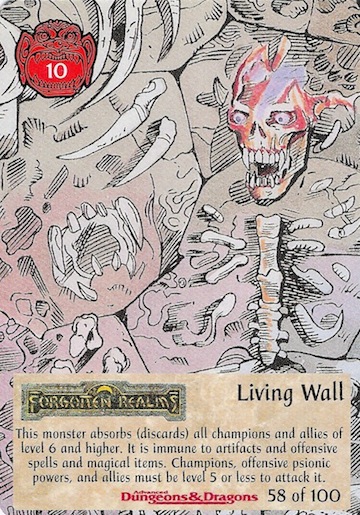 10
Living Wall
FORGOTTEN REALMS
This monster absorbs (discards) all champions and allies of
level 6 and higher. It is immune to artifacts and offensive
spells and magical items. Champions, offensive psionic
powers, and allies must be level 5 or less to attack it.
Advanced
Dungeons&Dragons 58 of 100